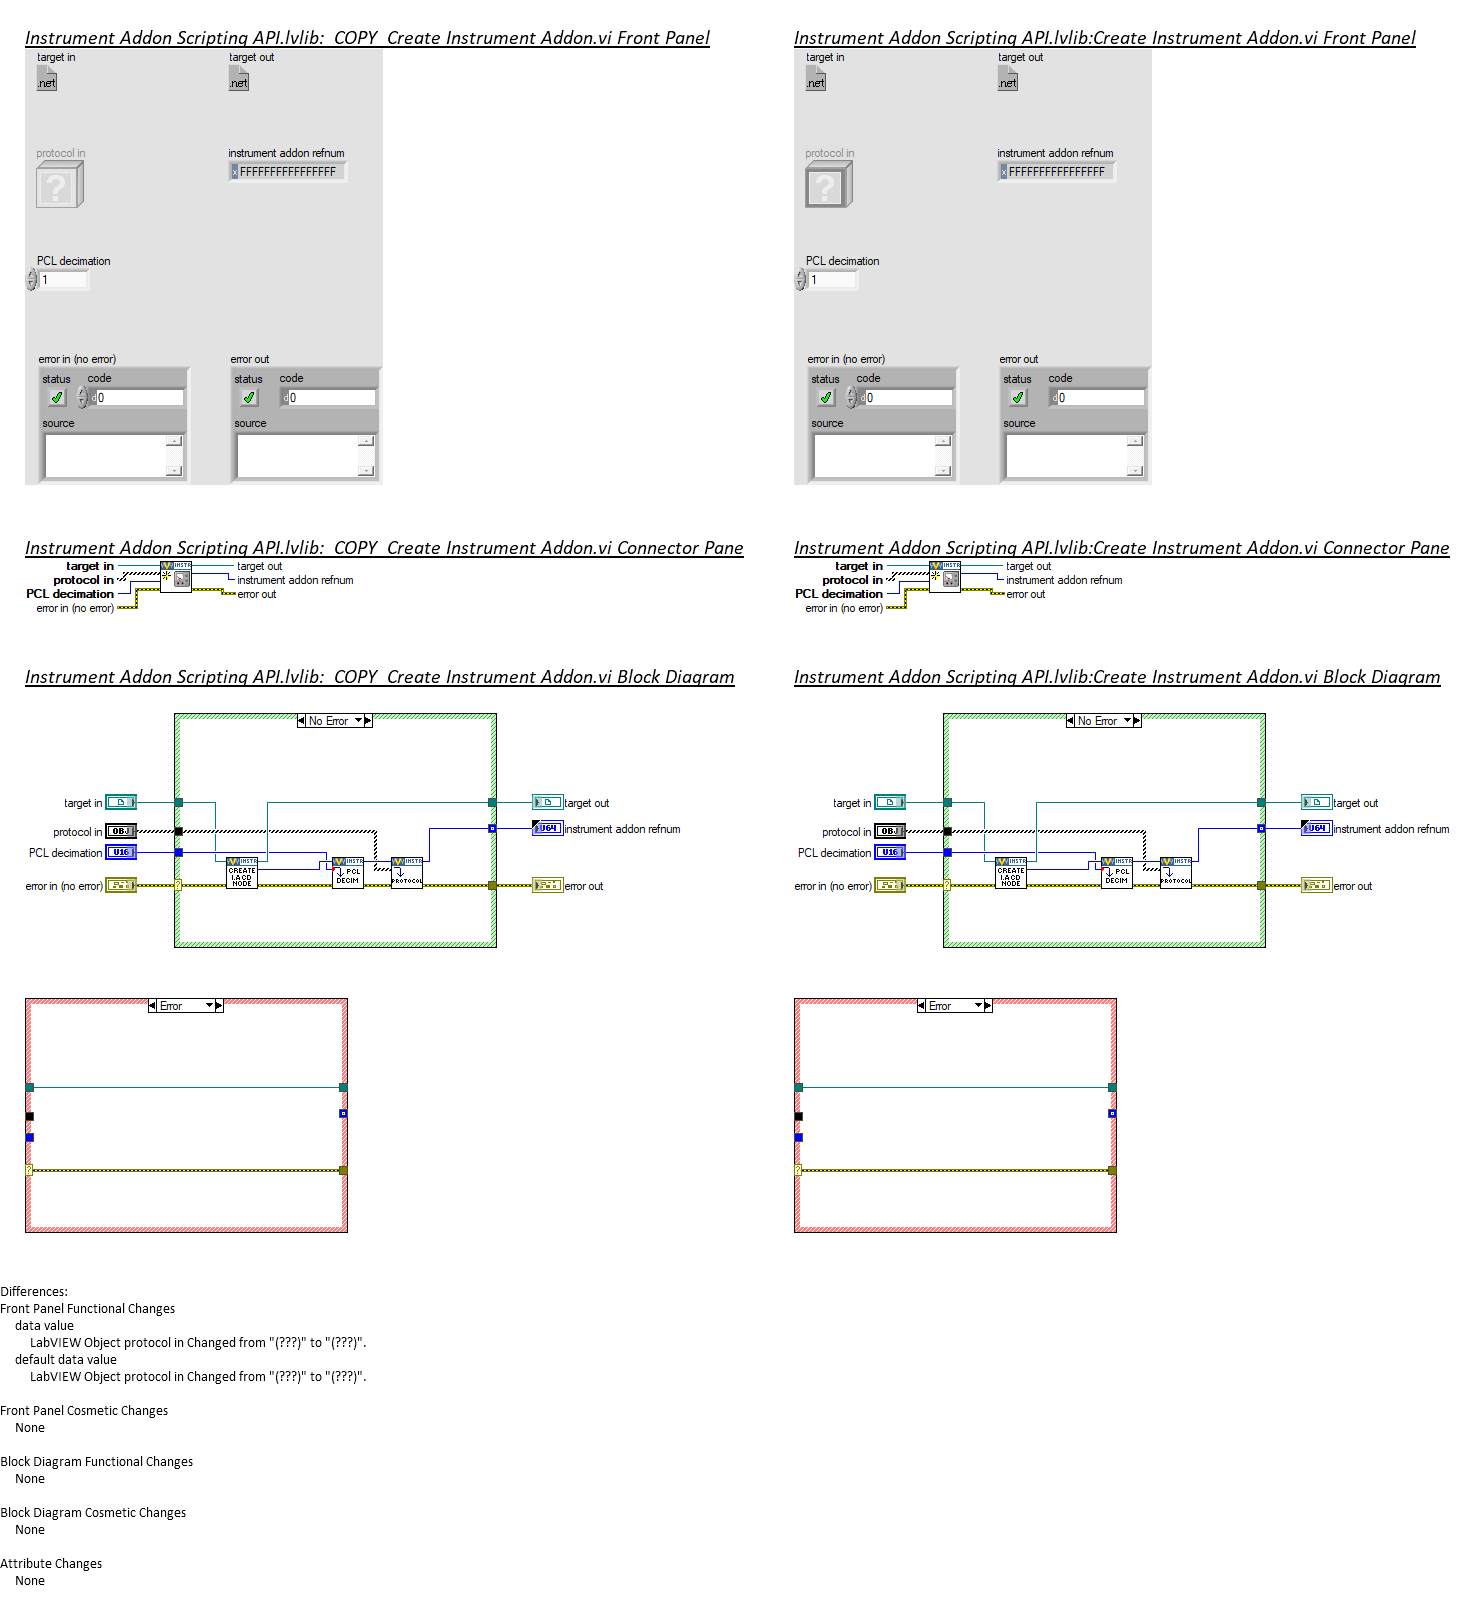 Instrument Addon Scripting API.lvlib:_COPY_Create Instrument Addon.vi Front Panel
target in
target out
.net
.net
protocol in
instrument addon refnum
?
x FFFFFFFFFFFFFFFF
PCL decimation
1
error in (no error)
error out
status code
status code
d 0
d 0
source
source
Instrument Addon Scripting API.lvlib:Create Instrument Addon.vi Front Panel
target in
target out
.net
.net
protocol in
instrument addon refnum
?
x FFFFFFFFFFFFFFFF
PCL decimation
1
error in (no error)
error out
status code
status code
d 0
d 0
source
source
Instrument Addon Scripting API.lvlib:_COPY_Create Instrument Addon.vi Connector Pane
target in
INSTR
target out
protocol in
instrument addon refnum
PCL decimation
error out
error in (no error)
Instrument Addon Scripting API.lvlib:Create Instrument Addon.vi Connector Pane
target in
INSTR
target out
protocol in
instrument addon refnum
PCL decimation
error out
error in (no error)
Instrument Addon Scripting API.lvlib:_COPY_Create Instrument Addon.vi Block Diagram
No Error
target in
target out
protocol in
OBJ
U64
instrument addon refnum
PCL decimation
U16
INSTR
CREATE
I.A CD
NODE
INSTR
PCL
DECIM
INSTR
PROTOCOL
error in (no error)
?
error out
Error
?
Instrument Addon Scripting API.lvlib:Create Instrument Addon.vi Block Diagram
No Error
target in
target out
protocol in
OBJ
U64
instrument addon refnum
PCL decimation
U16
INSTR
CREATE
I.A CD
NODE
INSTR
PCL
DECIM
INSTR
PROTOCOL
error in (no error)
?
error out
Error
?
Differences:
Front Panel Functional Changes
data value
LabVIEW Object protocol in Changed from "(???)" to "(???)".
default data value
LabVIEW Object protocol in Changed from "(???)" to "(???)".
Front Panel Cosmetic Changes
None
Block Diagram Functional Changes
None
Block Diagram Cosmetic Changes
None
Attribute Changes
None